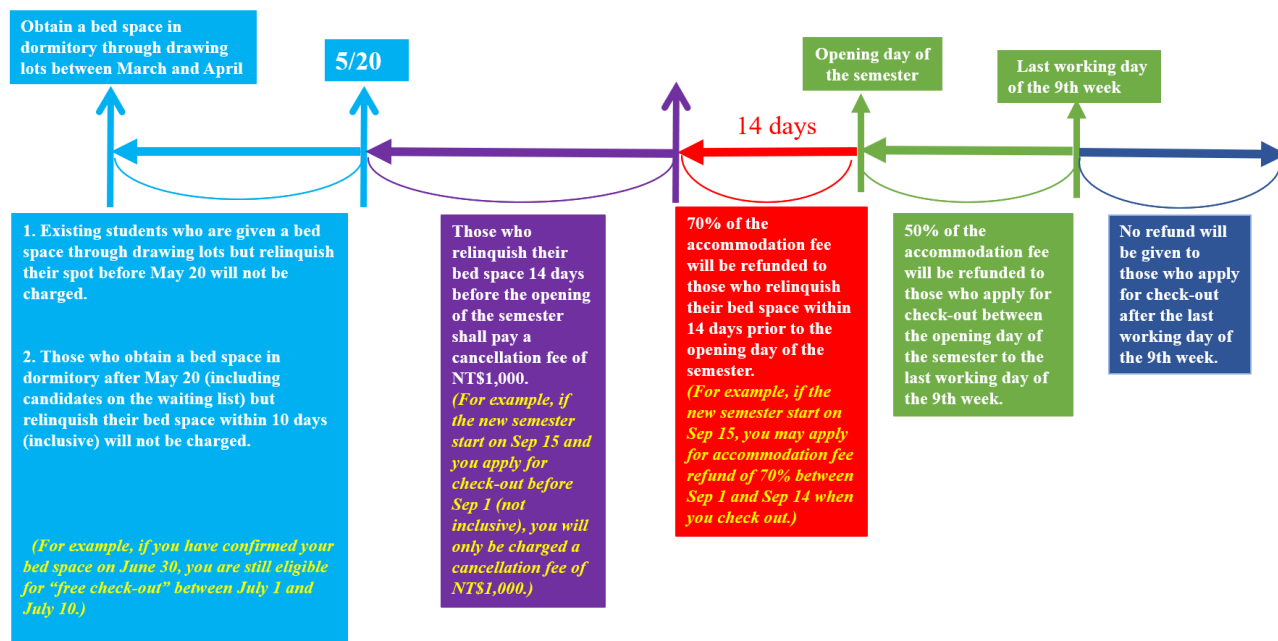 Obtain a bed space in
dormitory through drawing
lots between March and April
5/20
14 days
Opening day of
the semester
Last working day
of the 9th week
1. Existing students who are given a bed
space through drawing lots but relinquish
their spot before May 20 will not be
charged.
2. Those who obtain a bed space in
dormitory after May 20 (including
candidates on the waiting list) but
relinquish their bed space within 10 days
(inclusive) will not be charged.
(For example, if you have confirmed your
bed space on June 30, you are still eligible
for “free check-out” between July 1 and
July 10.)
Those who
relinquish their
bed space 14 days
before the opening
of the semester
shall pay a
cancellation fee of
NT$1,000.
(For example, if
the new semester
start on Sep 15 and
you apply for
check-out before
Sep 1 (not
inclusive), you will
only be charged a
cancellation fee of
NT$1,000.)
70% of the
accommodation fee
will be refunded to
those who relinquish
their bed space within
14 days prior to the
opening day of the
semester.
(For example, if the
new semester start on
Sep 15, you may apply
for accommodation fee
refund of 70% between
Sep 1 and Sep 14 when
you check out.)
50% of the
accommodation fee
will be refunded to
those who apply for
check-out between
the opening day of
the semester to the
last working day of
the 9th week.
No refund will
be given to
those who apply
for check-out
after the last
working day of
the 9th week.